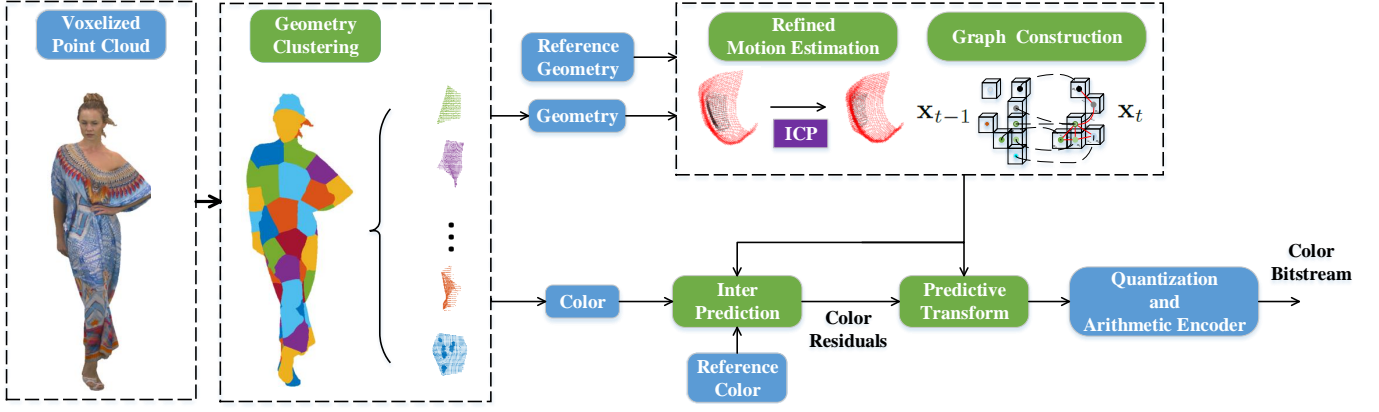 Voxelized
Point Cloud
Geometry
Clustering
Reference
Geometry
Geometry
Refined
Motion Estimation
Graph Construction
ICP
x_{t−1}
x_t
Color
Inter
Prediction
Reference
Color
Color
Residuals
Predictive
Transform
Quantization
and
Arithmetic Encoder
Color
Bitstream